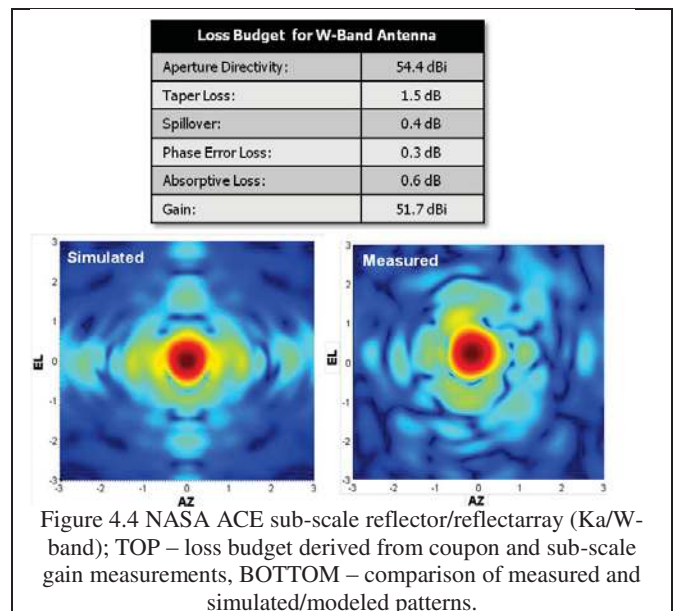 Loss Budget for W-Band Antenna
Aperture Directivity: 54.4 dBi
Taper Loss: 1.5 dB
Spillover: 0.4 dB
Phase Error Loss: 0.3 dB
Absorptive Loss: 0.6 dB
Gain: 51.7 dBi
Simulated
3
2
1
0
-1
-2
-3
EL
-3 -2 -1 0 1 2 3
AZ
Measured
3
2
1
0
-1
-2
-3
EL
-3 -2 -1 0 1 2 3
AZ
Figure 4.4 NASA ACE sub-scale reflector/reflectarray (Ka/W-
band); TOP – loss budget derived from coupon and sub-scale
gain measurements, BOTTOM – comparison of measured and
simulated/modeled patterns.